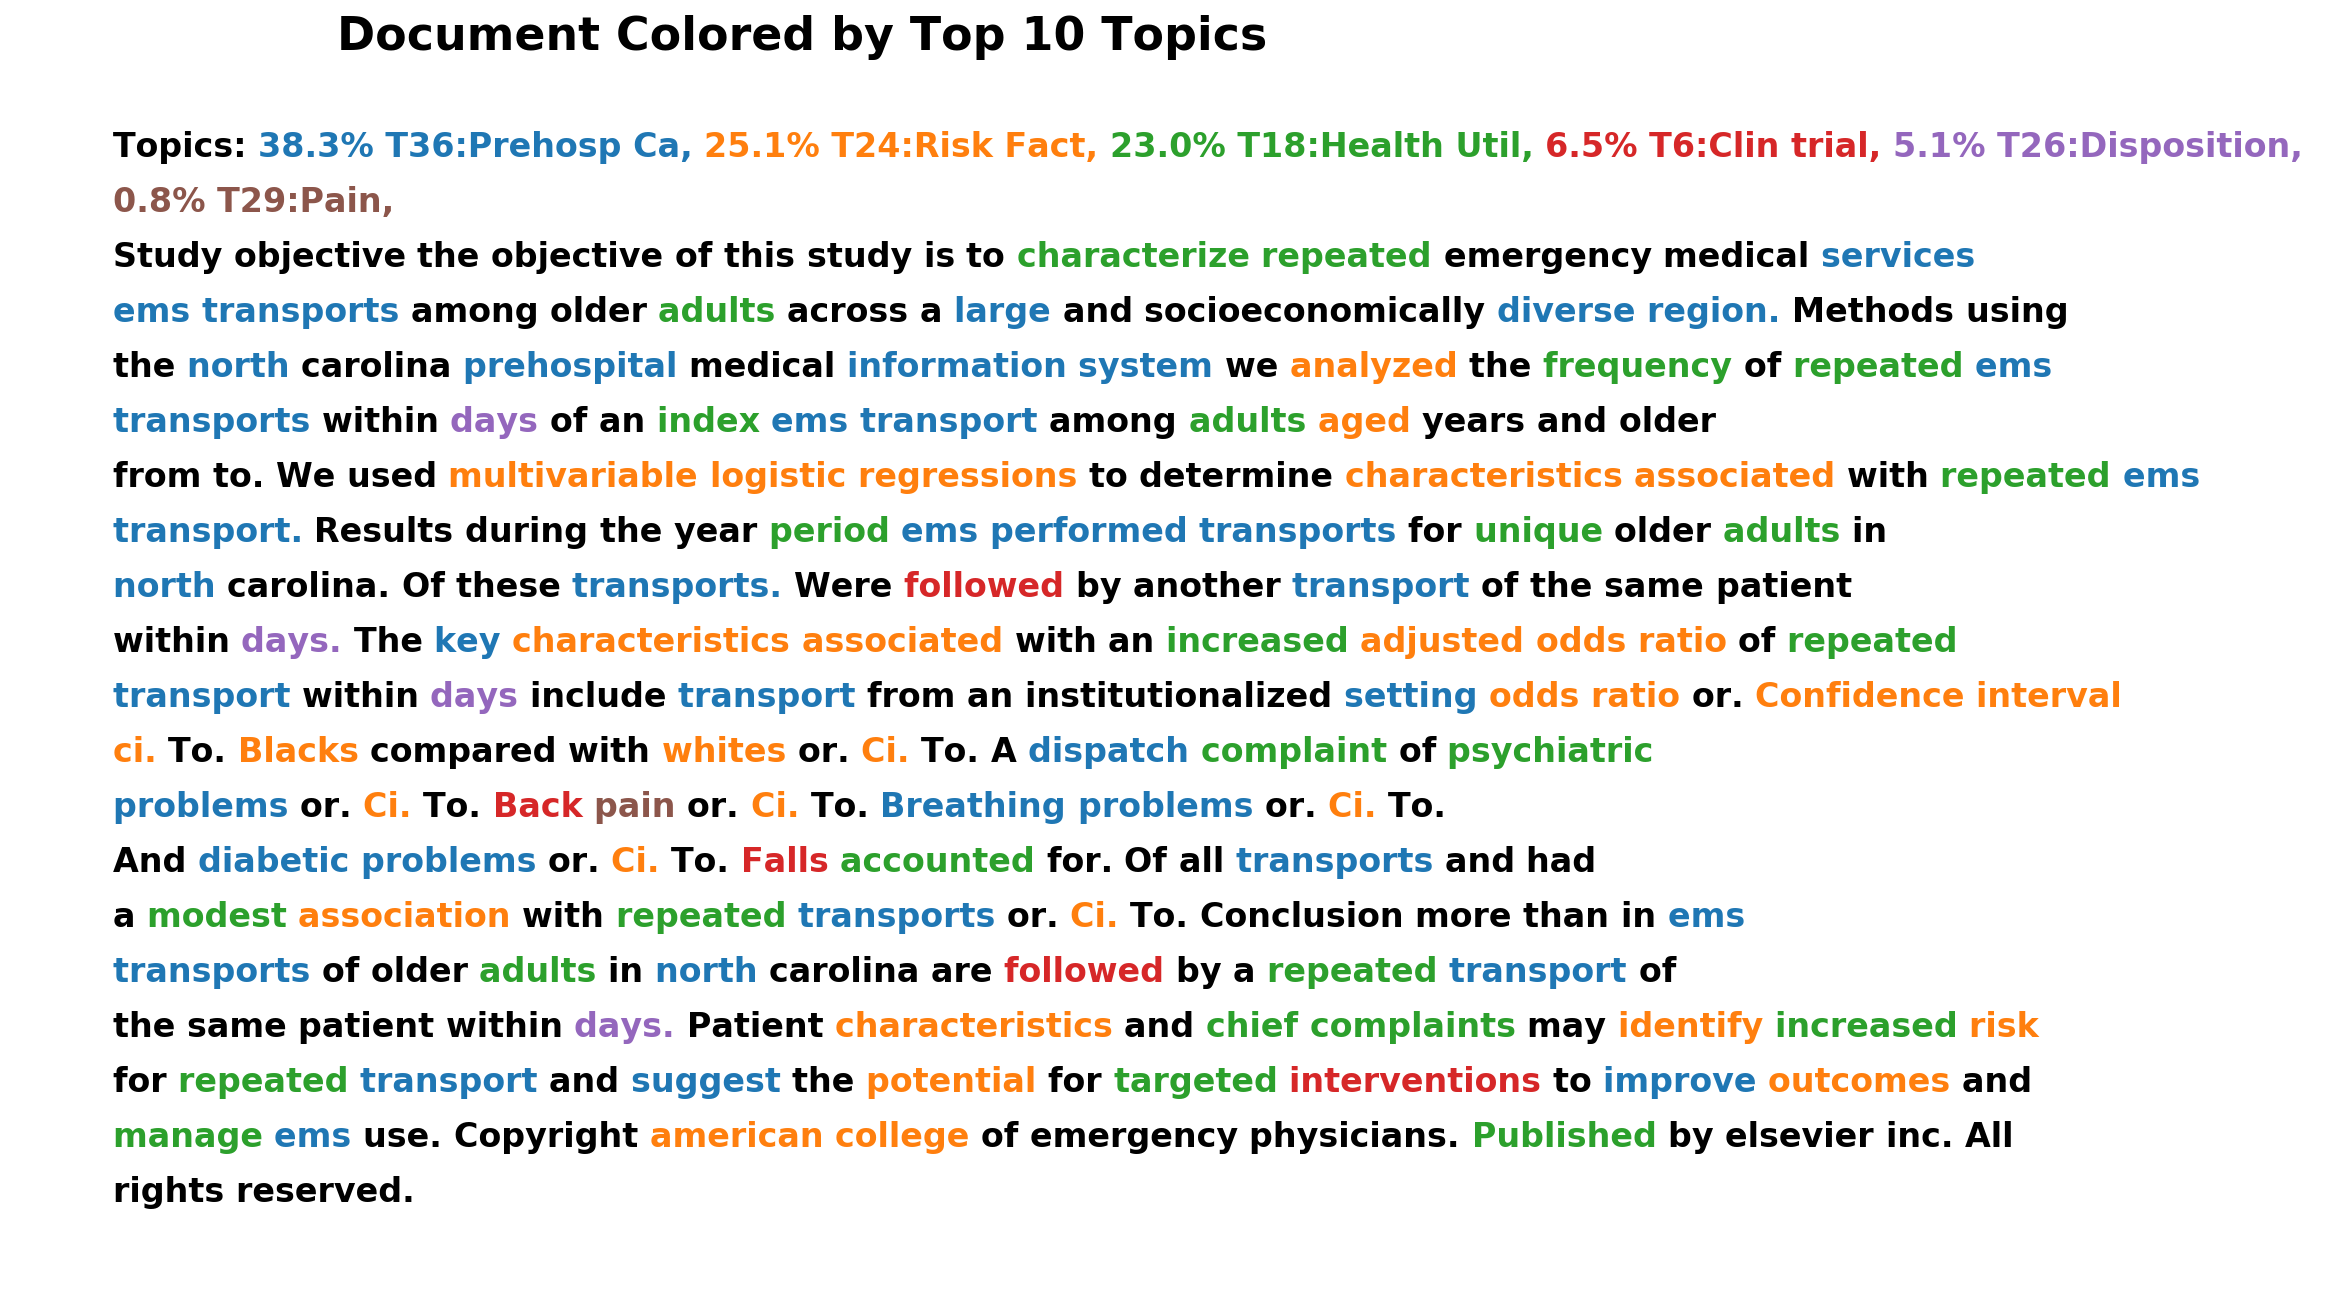 Document Colored by Top 10 Topics
Topics: 38.3% T36:Prehosp Ca, 25.1% T24:Risk Fact, 23.0% T18:Health Util, 6.5% T6:Clin trial, 5.1% T26:Disposition,
0.8% T29:Pain,
Study objective the objective of this study is to characterize repeated emergency medical services
ems transports among older adults across a large and socioeconomically diverse region. Methods using
the north carolina prehospital medical information system we analyzed the frequency of repeated ems
transports within days of an index ems transport among adults aged years and older
from to. We used multivariable logistic regressions to determine characteristics associated with repeated ems
transport. Results during the year period ems performed transports for unique older adults in
north carolina. Of these transports. Were followed by another transport of the same patient
within days. The key characteristics associated with an increased adjusted odds ratio of repeated
transport within days include transport from an institutionalized setting odds ratio or. Confidence interval
ci. To. Blacks compared with whites or. Ci. To. A dispatch complaint of psychiatric
problems or. Ci. To. Back pain or. Ci. To. Breathing problems or. Ci. To.
And diabetic problems or. Ci. To. Falls accounted for. Of all transports and had
a modest association with repeated transports or. Ci. To. Conclusion more than in ems
transports of older adults in north carolina are followed by a repeated transport of
the same patient within days. Patient characteristics and chief complaints may identify increased risk
for repeated transport and suggest the potential for targeted interventions to improve outcomes and
manage ems use. Copyright american college of emergency physicians. Published by elsevier inc. All
rights reserved.